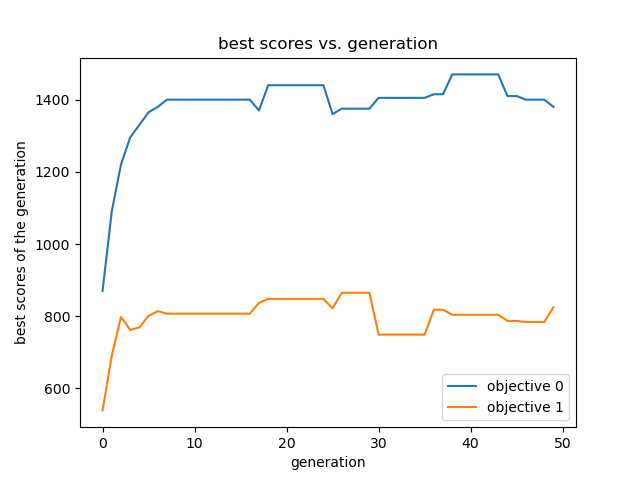 best scores vs. generation
best scores of the generation
1400
1200
1000
800
600
0 10 20 30 40 50
generation
objective 0
objective 1